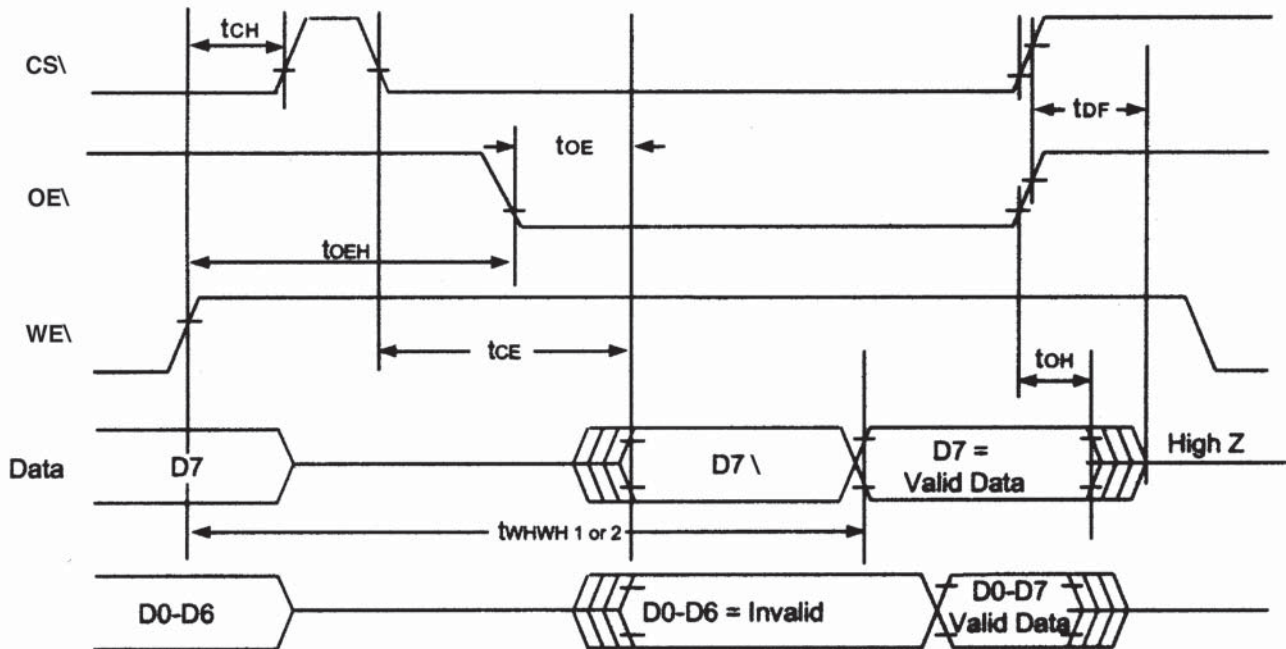 tCH
CS\
tDF
tOE
OE\
tOEH
WE\
tCE
tOH
Data
D7
D7 \
D7 =
Valid Data
High Z
tWHWH 1 or 2
D0-D6
D0-D6 = Invalid
D0-D7
Valid Data